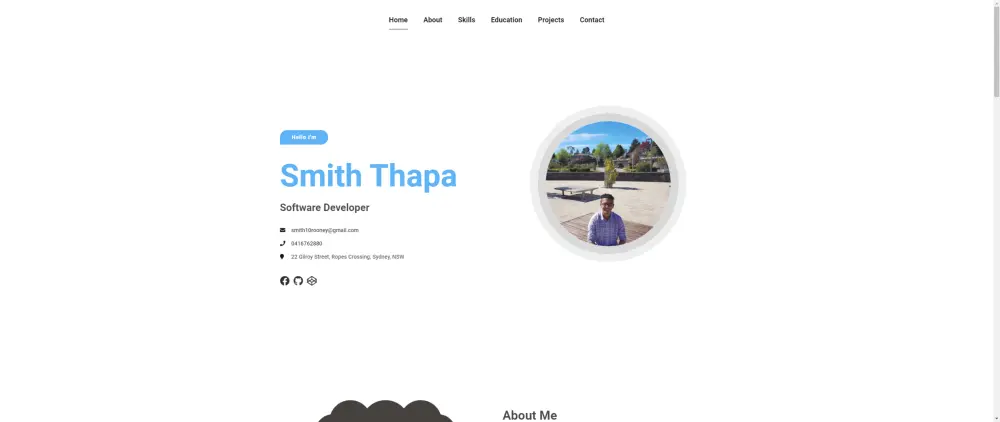 Home About Skills Education Projects Contact
Hello I'm
Smith Thapa
Software Developer
smith10rooney@gmail.com
0416762880
22 Gilroy Street, Ropes Crossing, Sydney, NSW
About Me